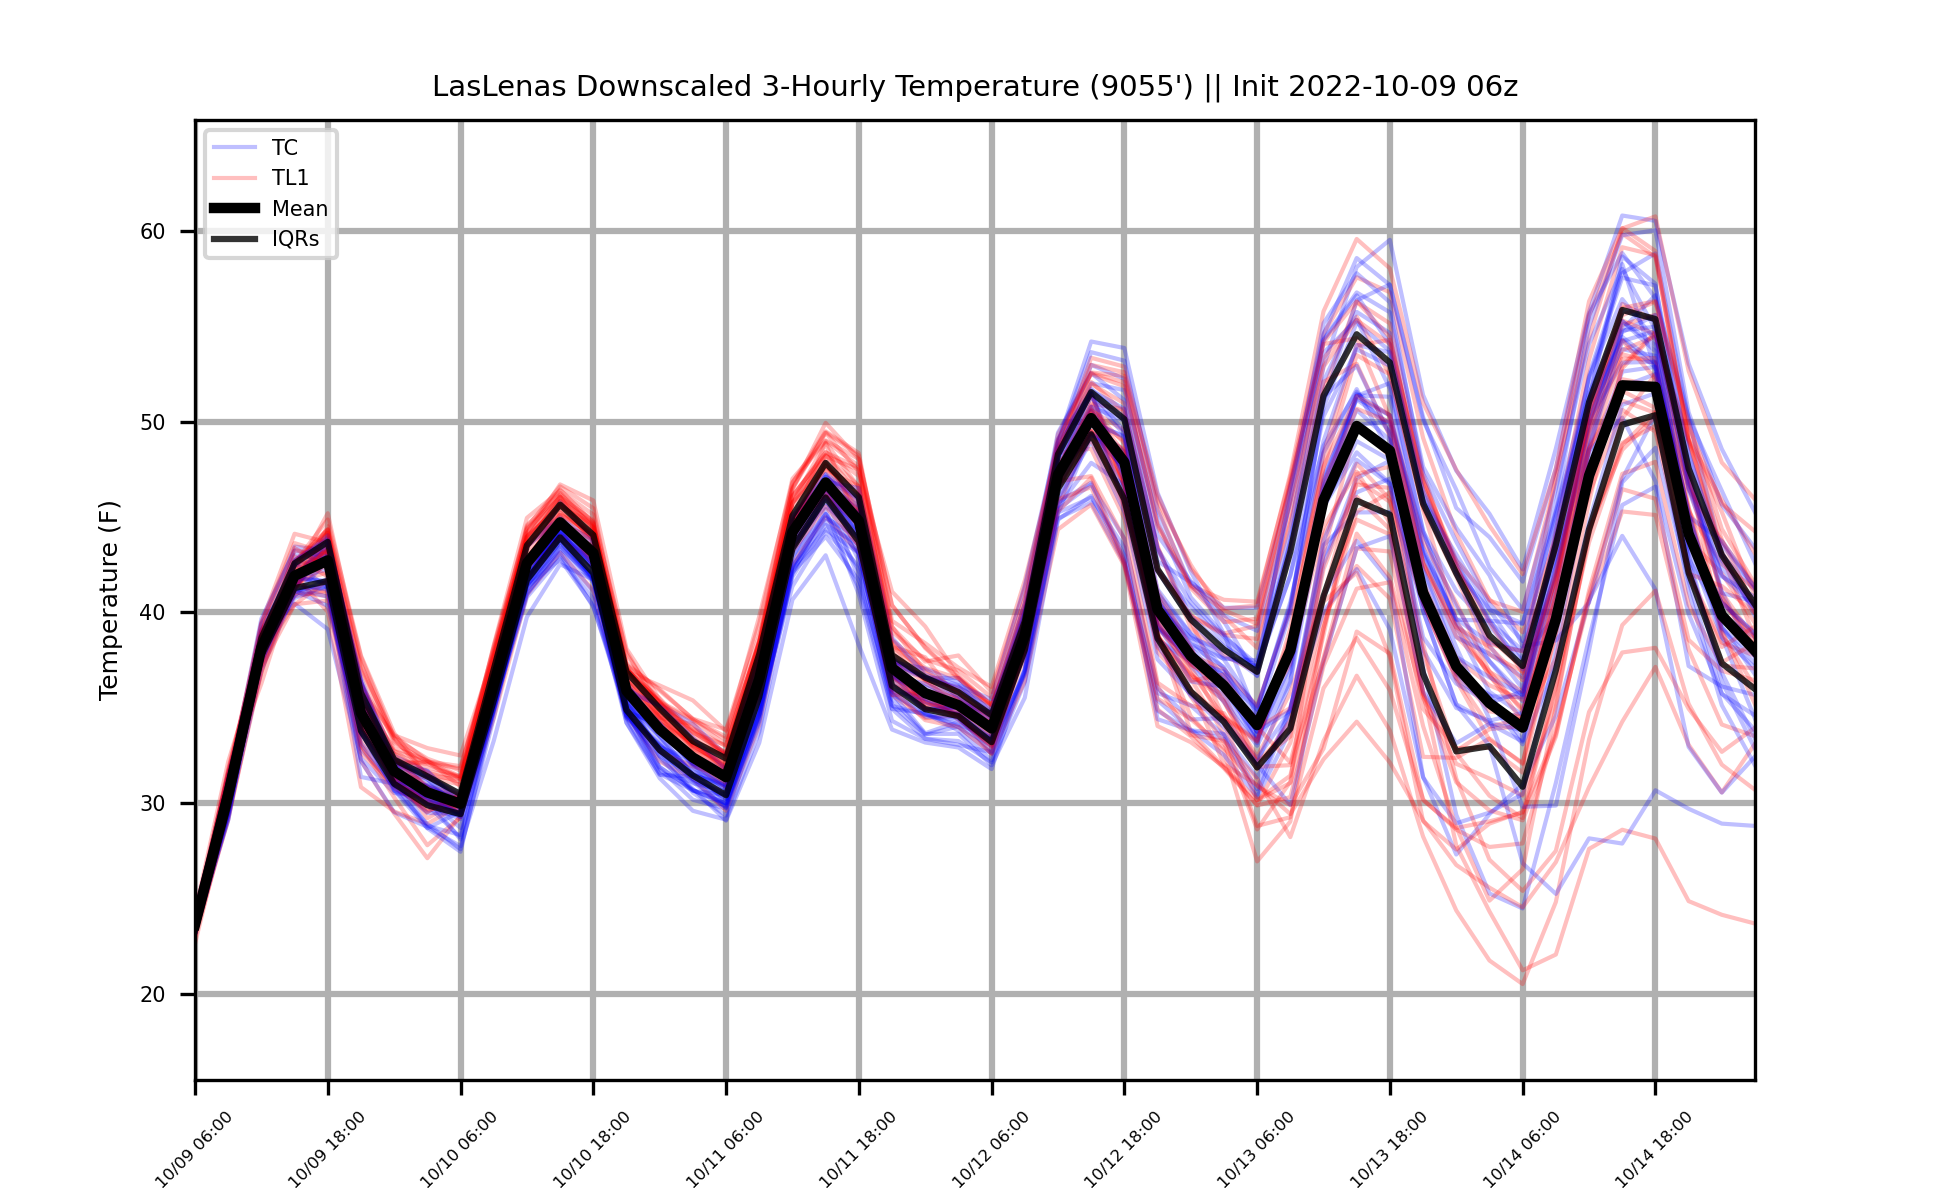 LasLenas Downscaled 3-Hourly Temperature (9055') || Init 2022-10-09 06z
TC
TL1
Mean
IQRs
Temperature (F)
60
50
40
30
20
10/09 06:00
10/09 18:00
10/10 06:00
10/10 18:00
10/11 06:00
10/11 18:00
10/12 06:00
10/12 18:00
10/13 06:00
10/13 18:00
10/14 06:00
10/14 18:00